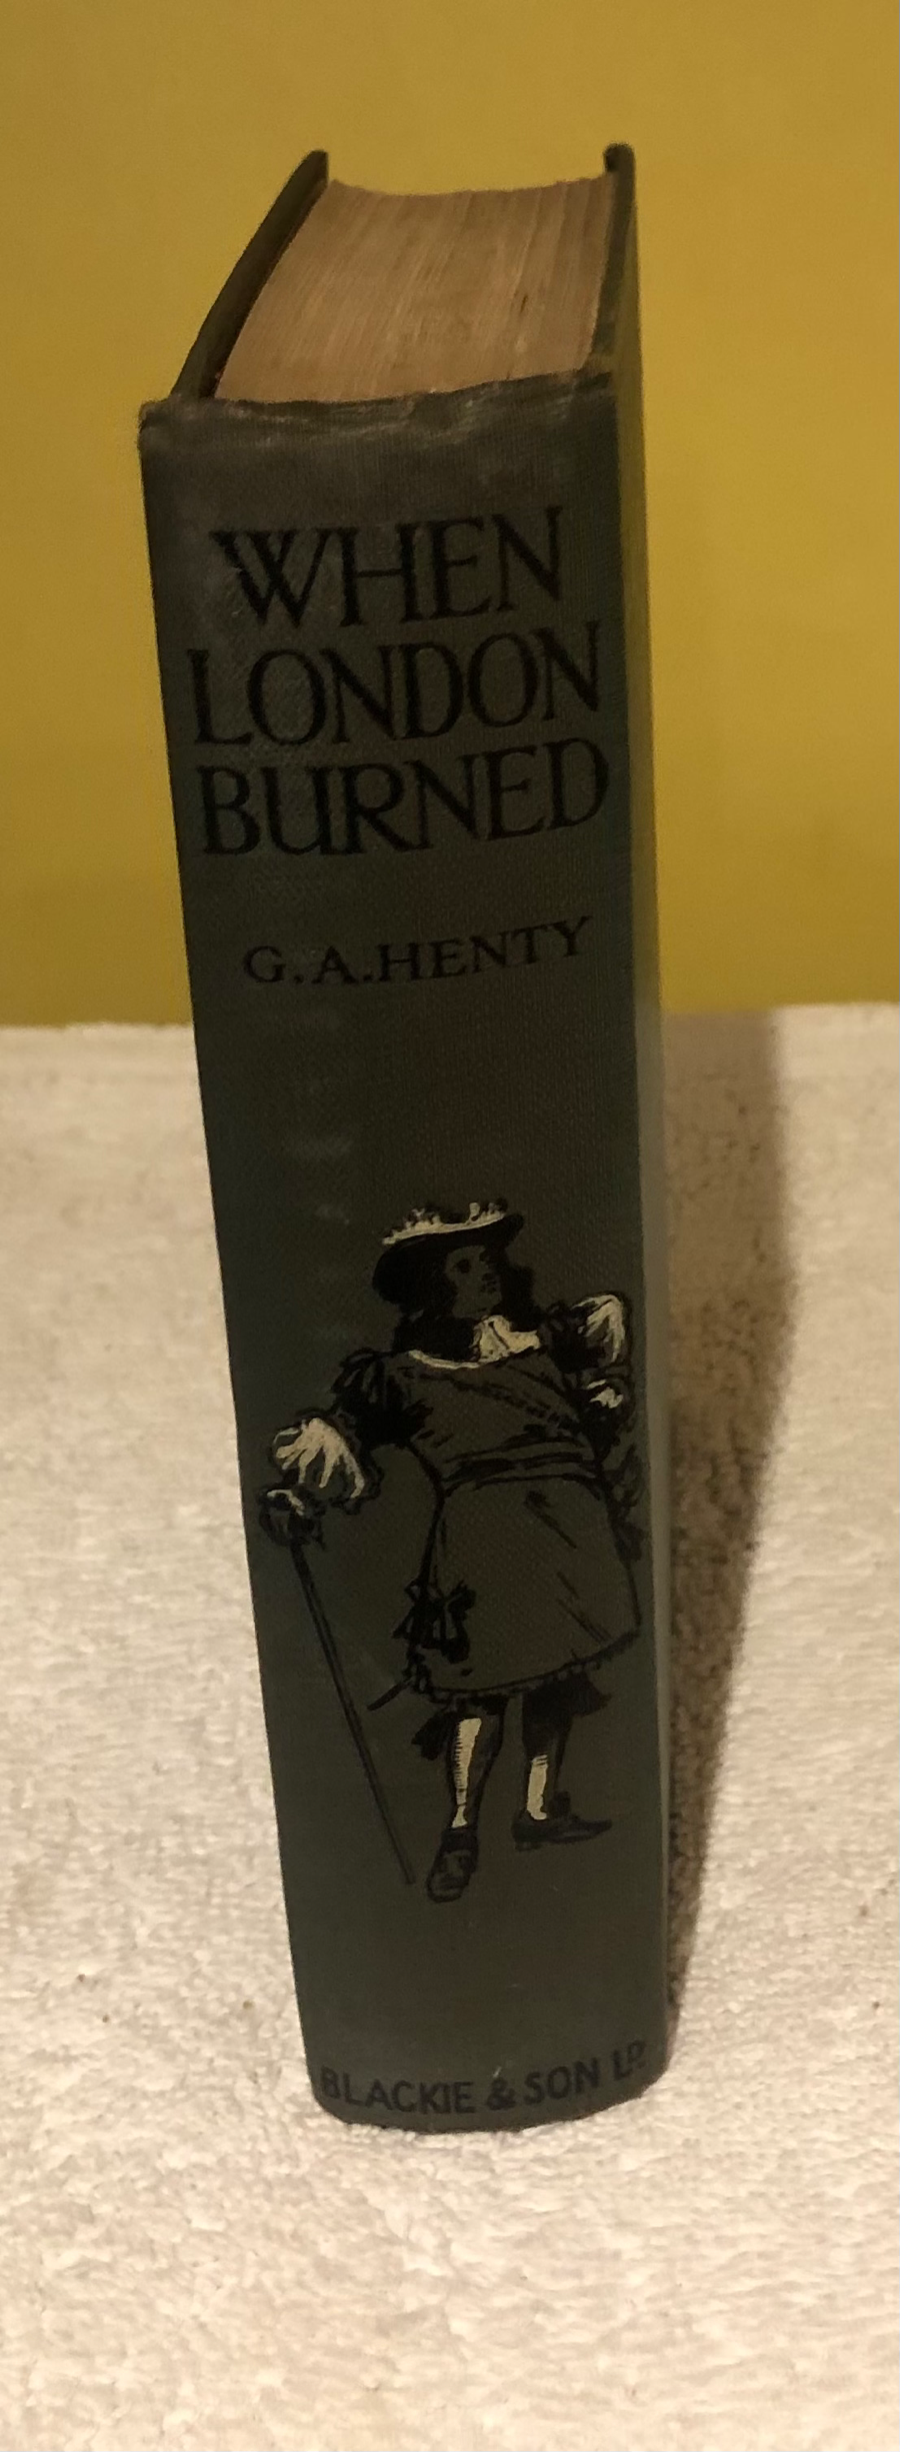 WHEN
LONDON
BURNED
G.A.HENTY
BLACKIE & SON LD